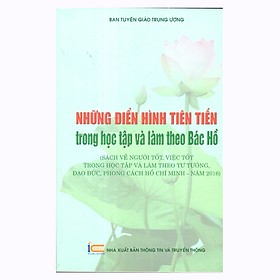 BAN TUYÊN GIÁO TRUNG ƯƠNG
NHỮNG ĐIỂN HÌNH TIÊN TIẾN
trong học tập và làm theo Bác Hồ
(SÁCH VỀ NGƯỜI TỐT, VIỆC TỐT
TRONG HỌC TẬP VÀ LÀM THEO TƯ TƯỞNG,
ĐẠO ĐỨC, PHONG CÁCH HỒ CHÍ MINH – NĂM 2016)
NHÀ XUẤT BẢN THÔNG TIN VÀ TRUYỀN THÔNG